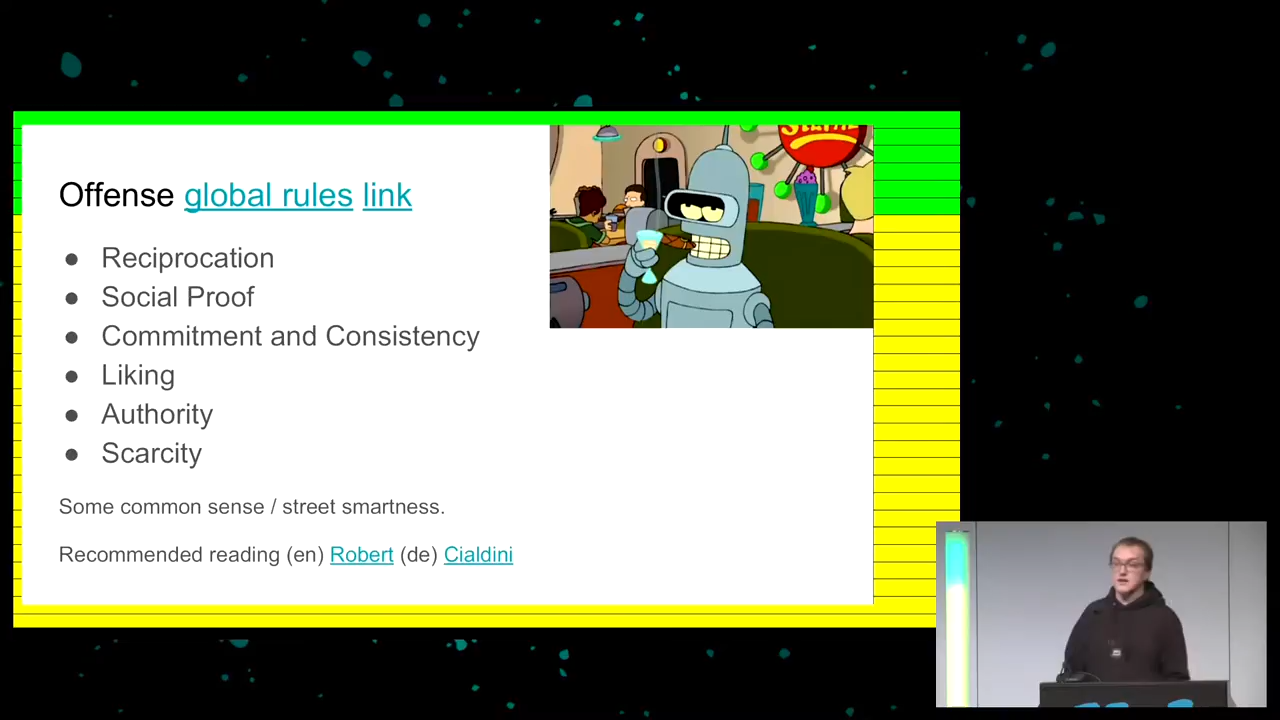 Offense global rules link
● Reciprocation
● Social Proof
● Commitment and Consistency
● Liking
● Authority
● Scarcity
Some common sense / street smartness.
Recommended reading (en) Robert (de) Cialdini